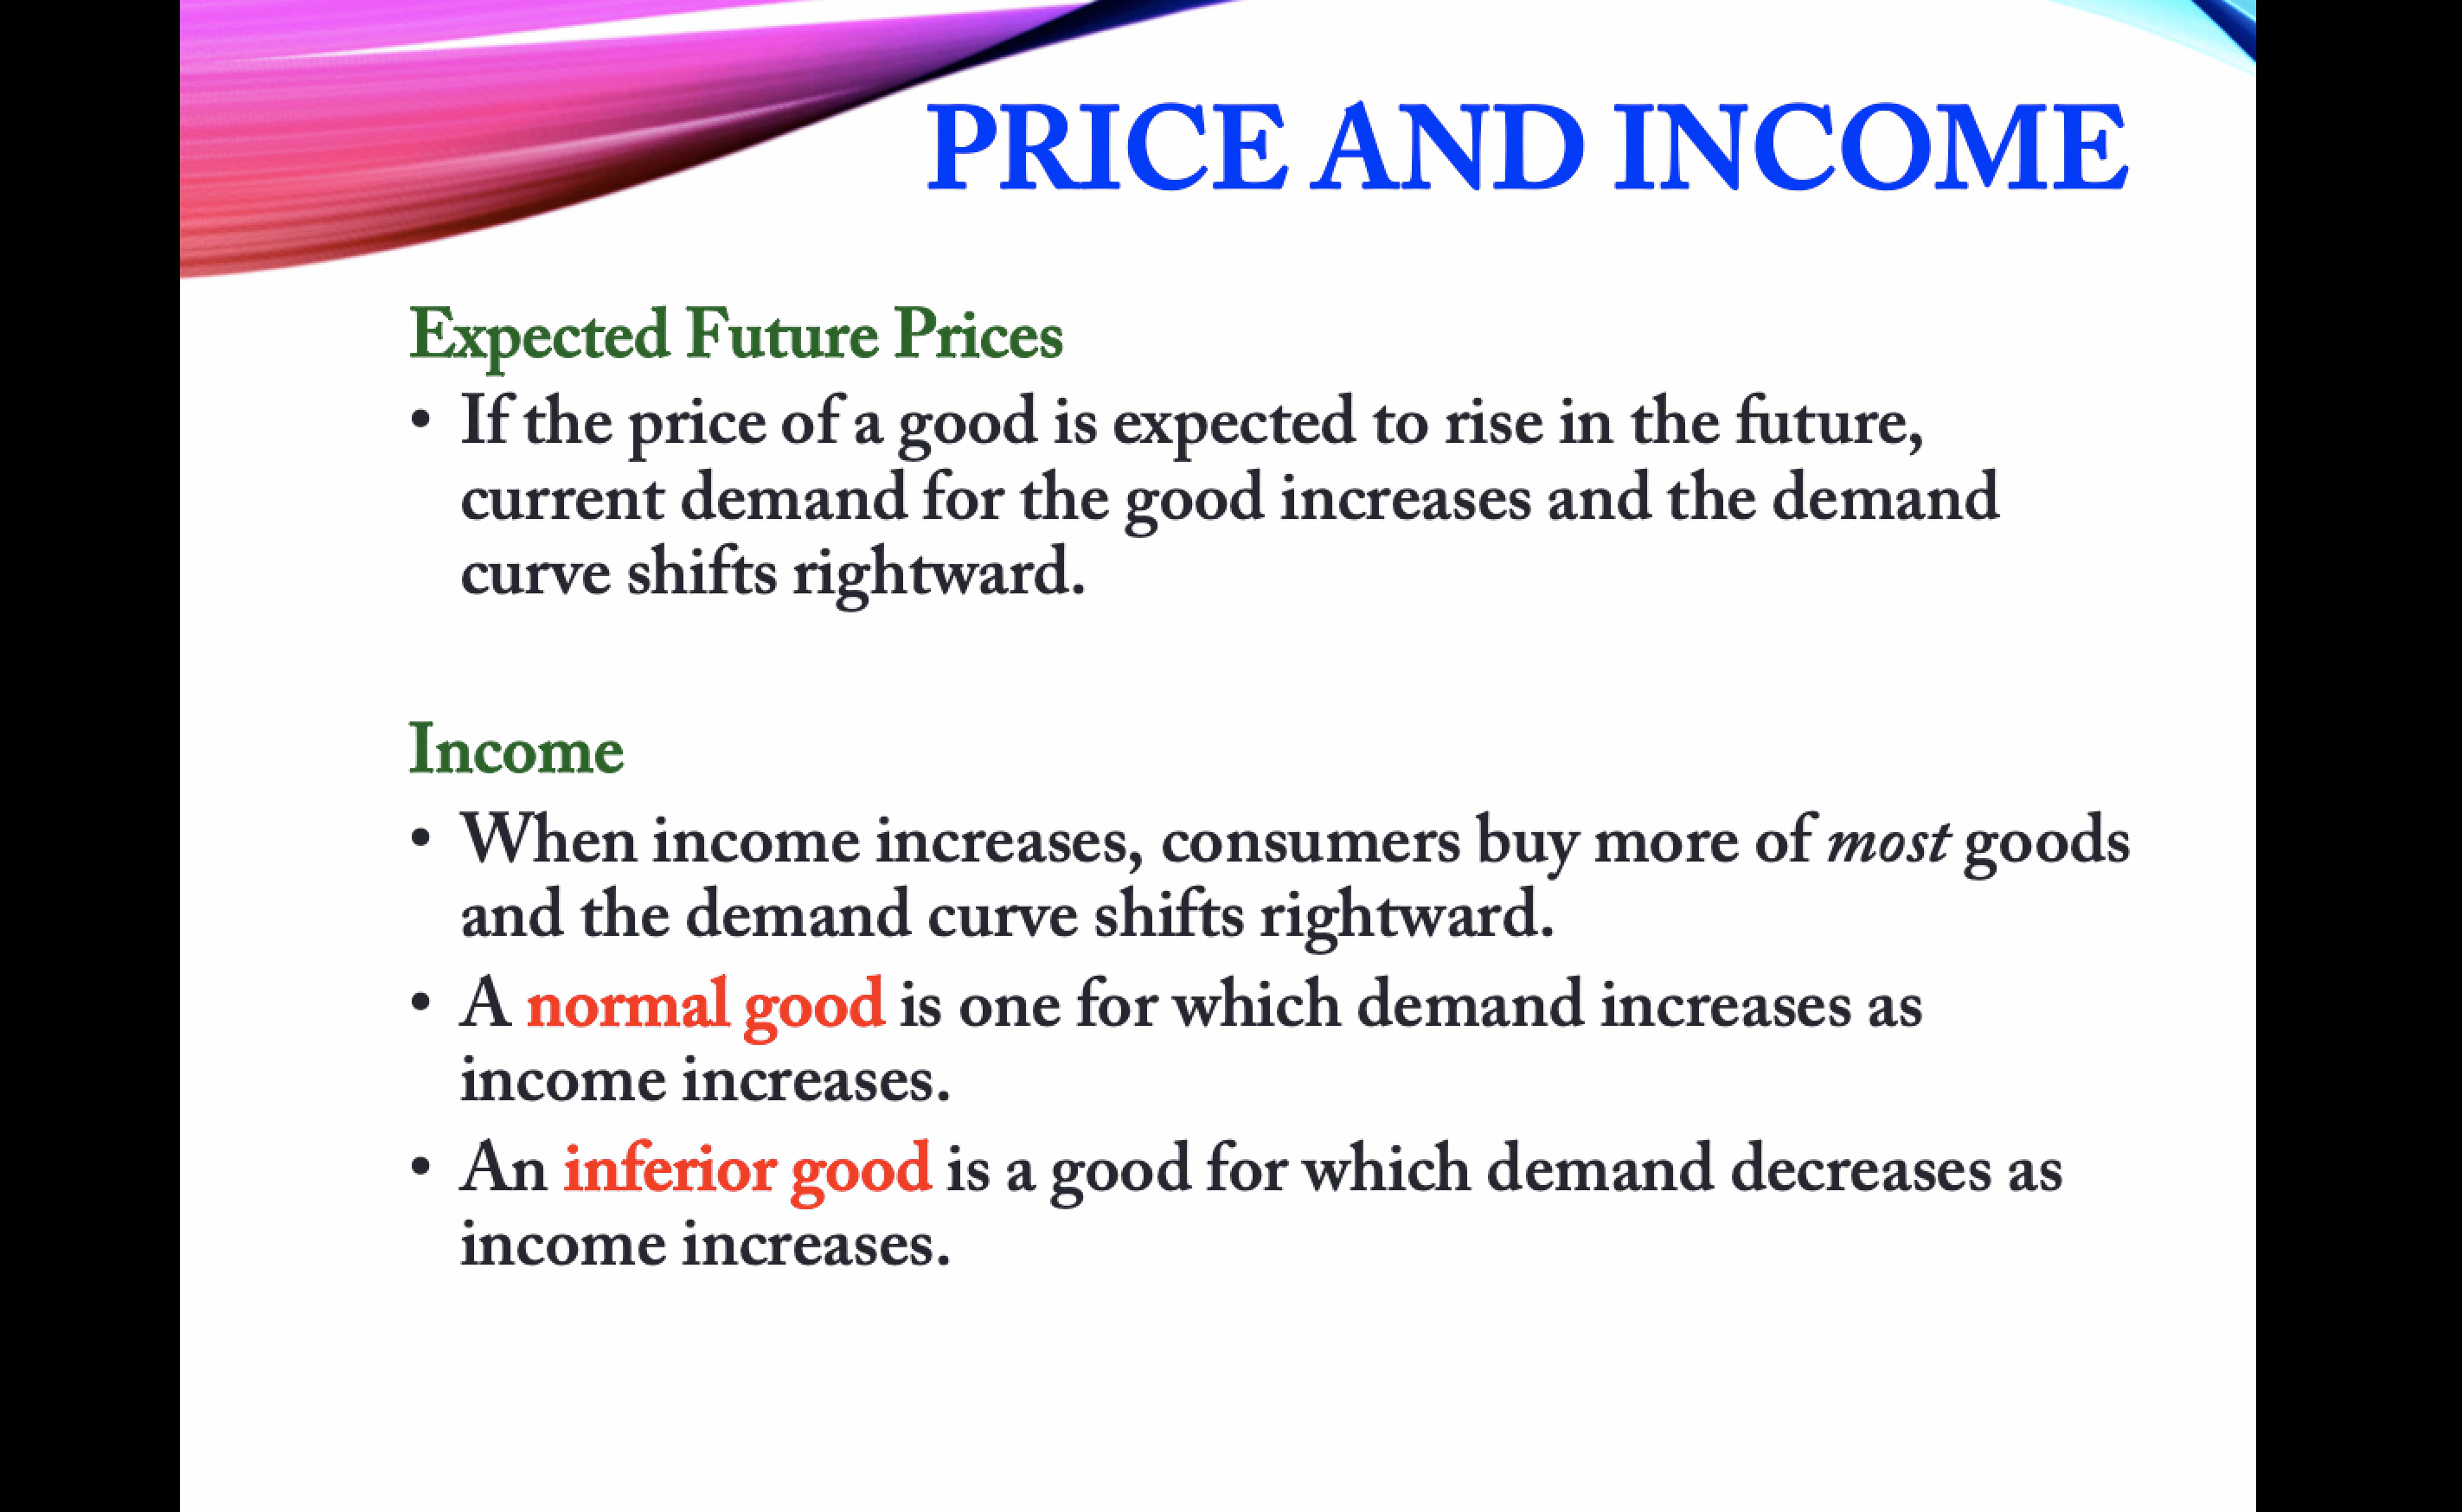 PRICE AND INCOME
Expected Future Prices
• If the price of a good is expected to rise in the future,
current demand for the good increases and the demand
curve shifts rightward.
Income
• When income increases, consumers buy more of most goods
and the demand curve shifts rightward.
• A normal good is one for which demand increases as
income increases.
• An inferior good is a good for which demand decreases as
income increases.